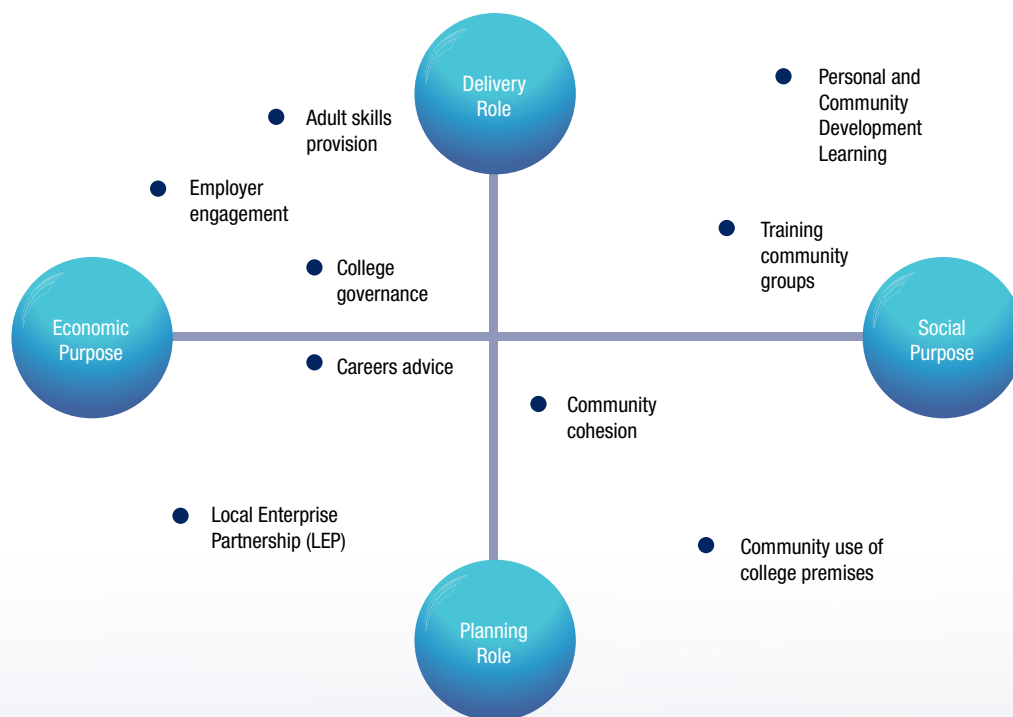 Delivery
Role
Personal and
Community
Development
Learning
Adult skills
provision
Employer
engagement
Training
community
groups
College
governance
Economic
Purpose
Social
Purpose
Careers advice
Community
cohesion
Local Enterprise
Partnership (LEP)
Community use of
college premises
Planning
Role